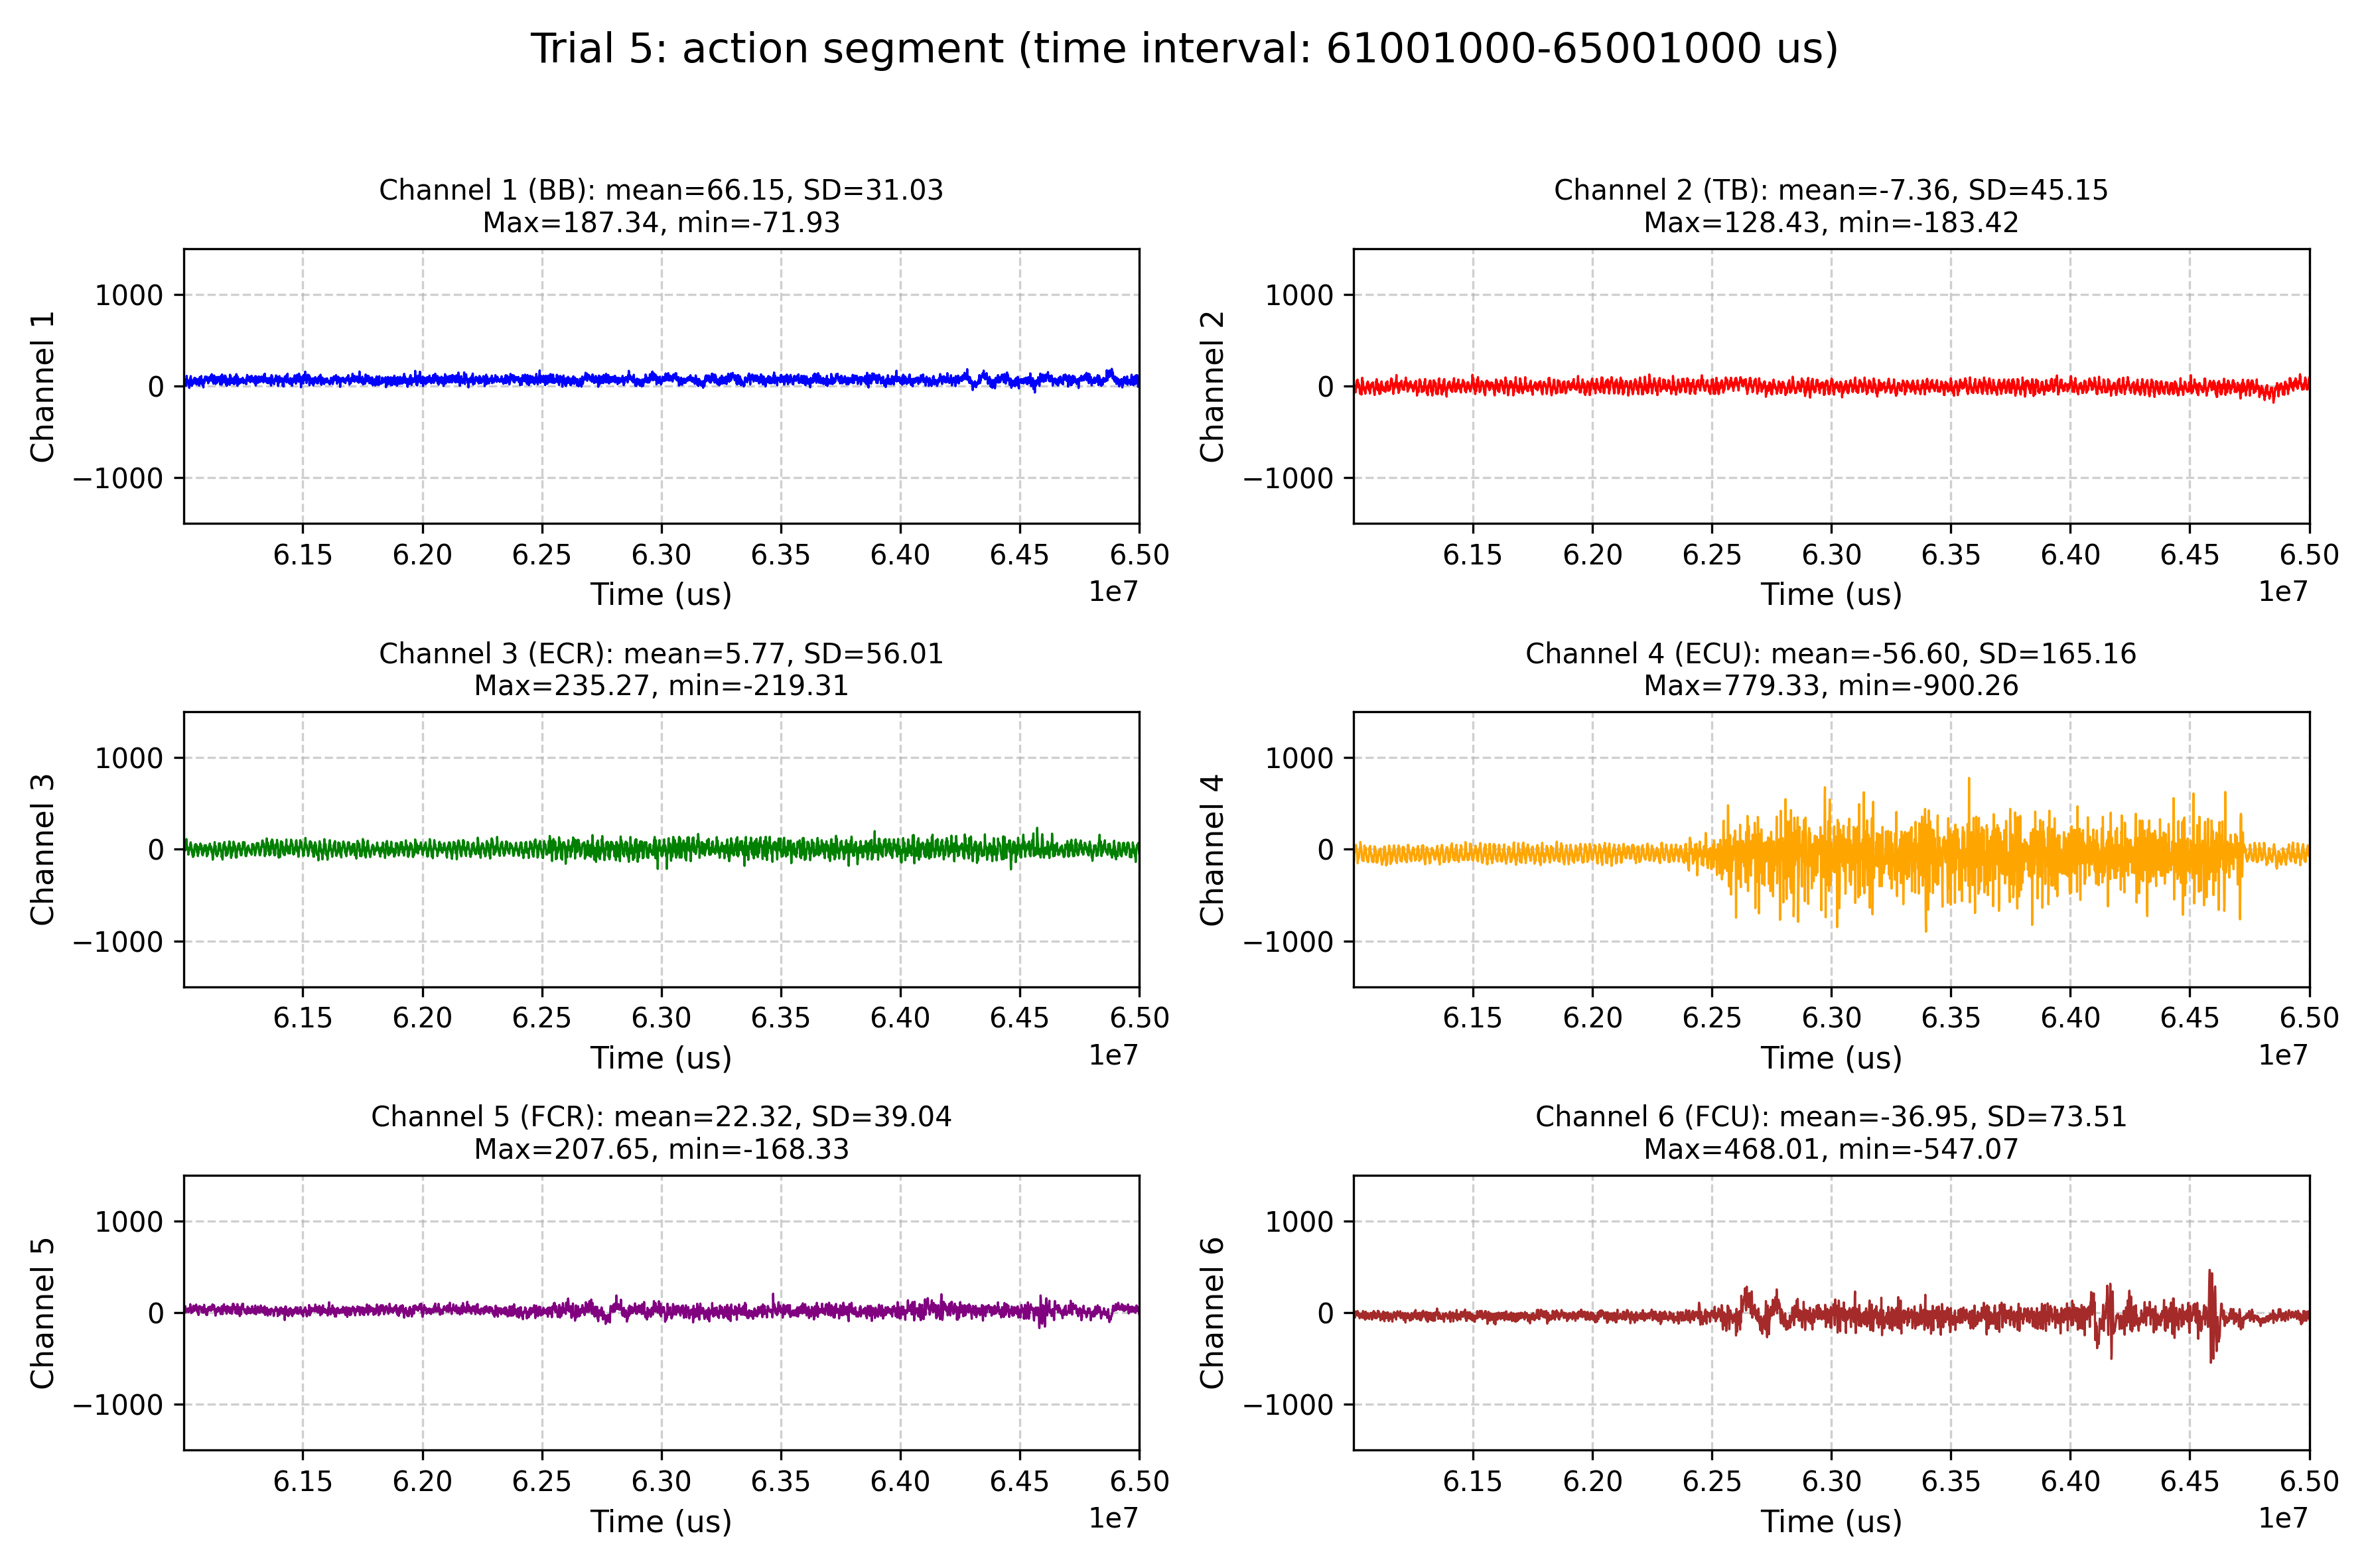 Trial 5: action segment (time interval: 61001000-65001000 us)
Channel 1 (BB): mean=66.15, SD=31.03
Max=187.34, min=-71.93
Channel 1
1000
0
−1000
6.15 6.20 6.25 6.30 6.35 6.40 6.45 6.50
Time (us)
1e7
Channel 2 (TB): mean=-7.36, SD=45.15
Max=128.43, min=-183.42
Channel 2
1000
0
−1000
6.15 6.20 6.25 6.30 6.35 6.40 6.45 6.50
Time (us)
1e7
Channel 3 (ECR): mean=5.77, SD=56.01
Max=235.27, min=-219.31
Channel 3
1000
0
−1000
6.15 6.20 6.25 6.30 6.35 6.40 6.45 6.50
Time (us)
1e7
Channel 4 (ECU): mean=-56.60, SD=165.16
Max=779.33, min=-900.26
Channel 4
1000
0
−1000
6.15 6.20 6.25 6.30 6.35 6.40 6.45 6.50
Time (us)
1e7
Channel 5 (FCR): mean=22.32, SD=39.04
Max=207.65, min=-168.33
Channel 5
1000
0
−1000
6.15 6.20 6.25 6.30 6.35 6.40 6.45 6.50
Time (us)
1e7
Channel 6 (FCU): mean=-36.95, SD=73.51
Max=468.01, min=-547.07
Channel 6
1000
0
−1000
6.15 6.20 6.25 6.30 6.35 6.40 6.45 6.50
Time (us)
1e7